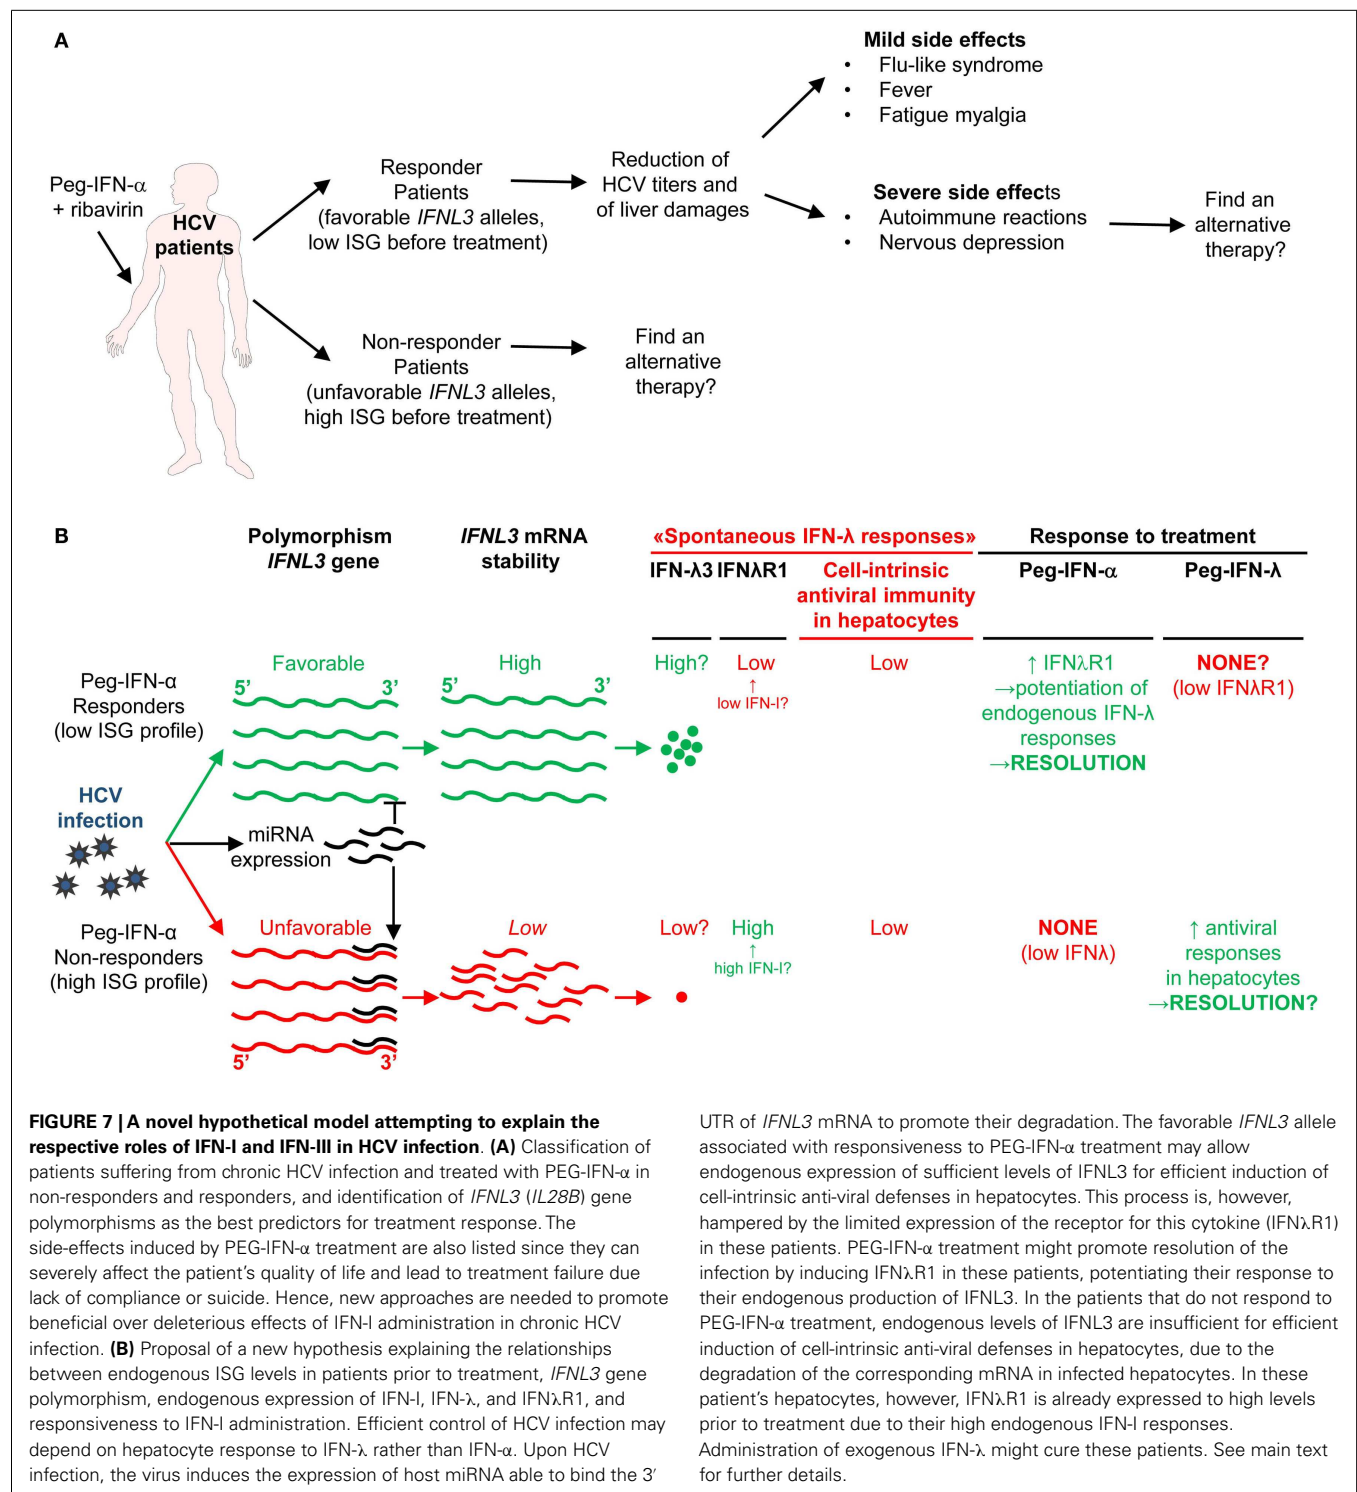 A
Peg-IFN-α
+ ribavirin
HCV
patients
Responder
Patients
(favorable IFNL3 alleles,
low ISG before treatment)
Reduction of
HCV titers and
of liver damages
Mild side effects
• Flu-like syndrome
• Fever
• Fatigue myalgia
Severe side effects
• Autoimmune reactions
• Nervous depression
Find an
alternative
therapy?
Non-responder
Patients
(unfavorable IFNL3 alleles,
high ISG before treatment)
Find an
alternative
therapy?
B
Polymorphism
IFNL3 gene
IFNL3 mRNA
stability
«Spontaneous IFN-λ responses»
IFN-λ3
IFNλR1
Cell-intrinsic
antiviral immunity
in hepatocytes
Response to treatment
Peg-IFN-α
Peg-IFN-λ
Peg-IFN-α
Responders
(low ISG profile)
Favorable
5’ 3’
High
5’ 3’
High?
Low
↑
low IFN-I?
Low
↑ IFNλR1
→potentiation of
endogenous IFN-λ
responses
→RESOLUTION
NONE?
(low IFNλR1)
HCV
infection
miRNA
expression
Peg-IFN-α
Non-responders
(high ISG profile)
Unfavorable
5’ 3’
Low
Low?
High
↑
high IFN-I?
Low
NONE
(low IFNλ)
↑ antiviral
responses
in hepatocytes
→RESOLUTION?
FIGURE 7 | A novel hypothetical model attempting to explain the
respective roles of IFN-I and IFN-III in HCV infection. (A) Classification of
patients suffering from chronic HCV infection and treated with PEG-IFN-α in
non-responders and responders, and identification of IFNL3 (IL28B) gene
polymorphisms as the best predictors for treatment response. The
side-effects induced by PEG-IFN-α treatment are also listed since they can
severely affect the patient’s quality of life and lead to treatment failure due
lack of compliance or suicide. Hence, new approaches are needed to promote
beneficial over deleterious effects of IFN-I administration in chronic HCV
infection. (B) Proposal of a new hypothesis explaining the relationships
between endogenous ISG levels in patients prior to treatment, IFNL3 gene
polymorphism, endogenous expression of IFN-I, IFN-λ, and IFNλR1, and
responsiveness to IFN-I administration. Efficient control of HCV infection may
depend on hepatocyte response to IFN-λ rather than IFN-α. Upon HCV
infection, the virus induces the expression of host miRNA able to bind the 3′
UTR of IFNL3 mRNA to promote their degradation. The favorable IFNL3 allele
associated with responsiveness to PEG-IFN-α treatment may allow
endogenous expression of sufficient levels of IFNL3 for efficient induction of
cell-intrinsic anti-viral defenses in hepatocytes. This process is, however,
hampered by the limited expression of the receptor for this cytokine (IFNλR1)
in these patients. PEG-IFN-α treatment might promote resolution of the
infection by inducing IFNλR1 in these patients, potentiating their response to
their endogenous production of IFNL3. In the patients that do not respond to
PEG-IFN-α treatment, endogenous levels of IFNL3 are insufficient for efficient
induction of cell-intrinsic anti-viral defenses in hepatocytes, due to the
degradation of the corresponding mRNA in infected hepatocytes. In these
patient’s hepatocytes, however, IFNλR1 is already expressed to high levels
prior to treatment due to their high endogenous IFN-I responses.
Administration of exogenous IFN-λ might cure these patients. See main text
for further details.